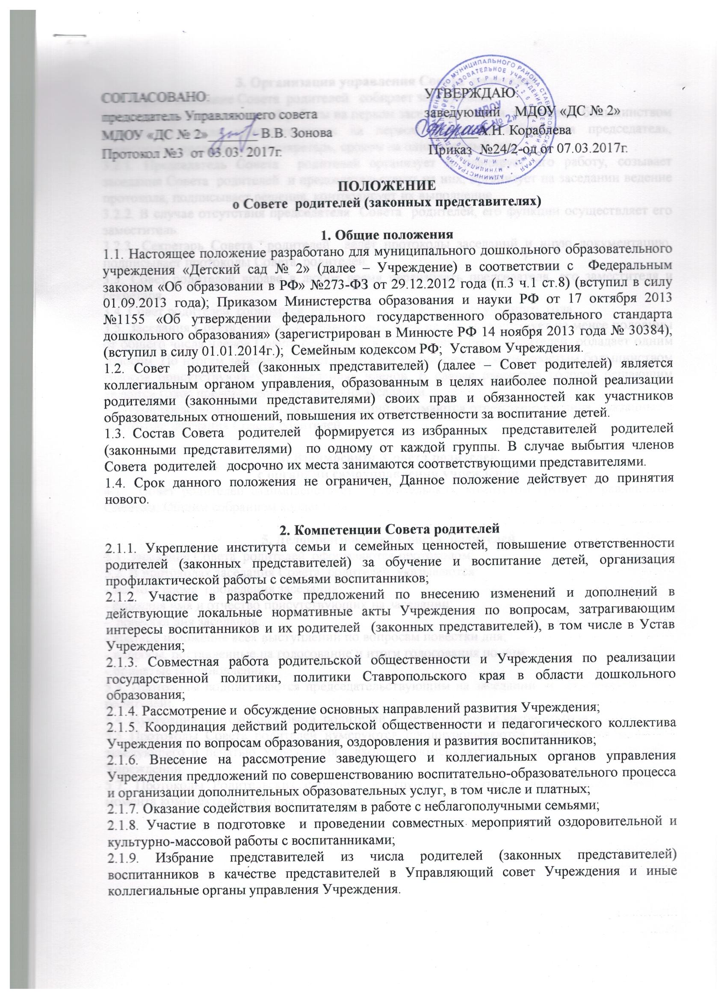 СОГЛАСОВАНО:
председатель Управляющего совета
МДОУ «ДС № 2»_______ В.В. Зонова
Протокол №3 от 03.03. 2017г.
УТВЕРЖДАЮ:
заведующий МДОУ «ДС № 2»
А.Н. Кораблева
Приказ №24/2-од от 07.03.2017г.
МДОУ
ПОЛОЖЕНИЕ
о Совете родителей (законных представителях)
1. Общие положения
1.1. Настоящее положение разработано для муниципального дошкольного образовательного
учреждения «Детский сад № 2» (далее – Учреждение) в соответствии с Федеральным
законом «Об образовании в РФ» №273-ФЗ от 29.12.2012 года (п.3 ч.1 ст.8) (вступил в силу
01.09.2013 года); Приказом Министерства образования и науки РФ от 17 октября 2013
№1155 «Об утверждении федерального государственного образовательного стандарта
дошкольного образования» (зарегистрирован в Минюсте РФ 14 ноября 2013 года № 30384),
(вступил в силу 01.01.2014г.); Семейным кодексом РФ; Уставом Учреждения.
1.2. Совет родителей (законных представителей) (далее – Совет родителей) является
коллегиальным органом управления, образованным в целях наиболее полной реализации
родителями (законными представителями) своих прав и обязанностей как участников
образовательных отношений, повышения их ответственности за воспитание детей.
1.3. Состав Совета родителей формируется из избранных представителей родителей
(законными представителями) по одному от каждой группы. В случае выбытия членов
Совета родителей досрочно их места занимаются соответствующими представителями.
1.4. Срок данного положения не ограничен, Данное положение действует до принятия
нового.
2. Компетенции Совета родителей
2.1.1. Укрепление института семьи и семейных ценностей, повышение ответственности
родителей (законных представителей) за обучение и воспитание детей, организация
профилактической работы с семьями воспитанников;
2.1.2. Участие в разработке предложений по внесению изменений и дополнений в
действующие локальные нормативные акты Учреждения по вопросам, затрагивающим
интересы воспитанников и их родителей (законных представителей), в том числе в Устав
Учреждения;
2.1.3. Совместная работа родительской общественности и Учреждения по реализации
государственной политики, политики Ставропольского края в области дошкольного
образования;
2.1.4. Рассмотрение и обсуждение основных направлений развития Учреждения;
2.1.5. Координация действий родительской общественности и педагогического коллектива
Учреждения по вопросам образования, оздоровления и развития воспитанников;
2.1.6. Внесение на рассмотрение заведующего и коллегиальных органов управления
Учреждения предложений по совершенствованию воспитательно-образовательного процесса
и организации дополнительных образовательных услуг, в том числе и платных;
2.1.7. Оказание содействия воспитателям в работе с неблагополучными семьями;
2.1.8. Участие в подготовке и проведении совместных мероприятий оздоровительной и
культурно-массовой работы с воспитанниками;
2.1.9. Избрание представителей из числа родителей (законных представителей)
воспитанников в качестве представителей в Управляющий совет Учреждения и иные
коллегиальные органы управления Учреждения.